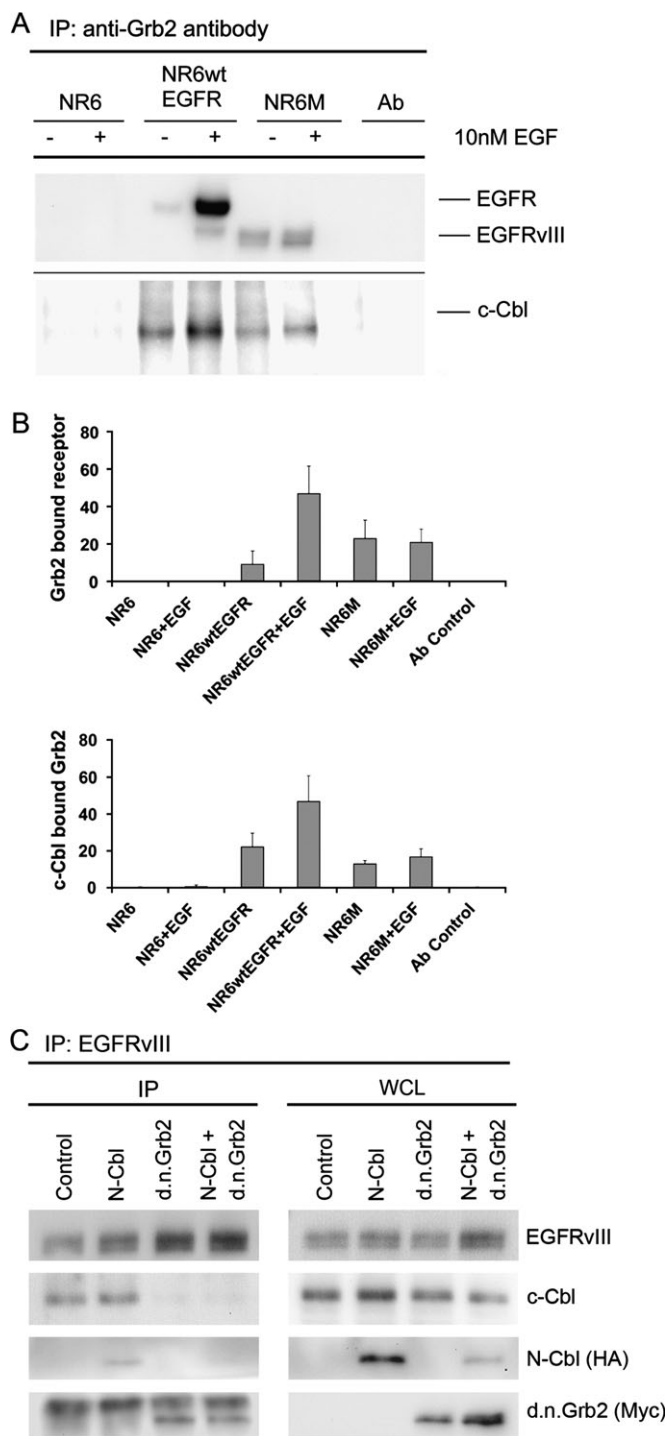 A
IP: anti-Grb2 antibody
NR6
NR6wt
EGFR
NR6M
Ab
- + - + - + 10nM EGF
EGFR
EGFRvIII
c-Cbl
B
Grb2 bound receptor
80
60
40
20
0
NR6
NR6+EGF
NR6wtEGFR
NR6wtEGFR+EGF
NR6M
NR6M+EGF
Ab Control
c-Cbl bound Grb2
80
60
40
20
0
NR6
NR6+EGF
NR6wtEGFR
NR6wtEGFR+EGF
NR6M
NR6M+EGF
Ab Control
C
IP: EGFRvIII
IP
WCL
Control
N-Cbl
d.n.Grb2
N-Cbl +
d.n.Grb2
Control
N-Cbl
d.n.Grb2
N-Cbl +
d.n.Grb2
EGFRvIII
c-Cbl
N-Cbl (HA)
d.n.Grb2 (Myc)